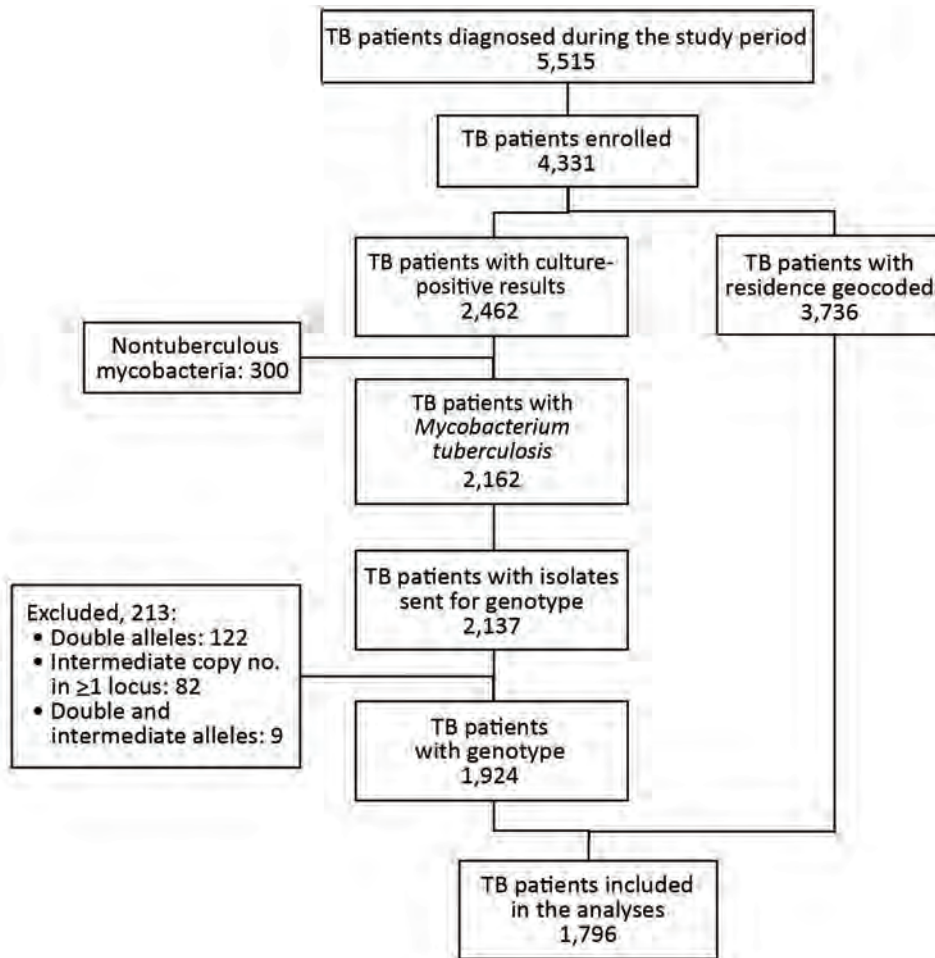 TB patients diagnosed during the study period
5,515
TB patients enrolled
4,331
TB patients with culture-
positive results
2,462
TB patients with
residence geocoded
3,736
Nontuberculous
mycobacteria: 300
TB patients with
Mycobacterium
tuberculosis
2,162
TB patients with isolates
sent for genotype
2,137
Excluded, 213:
• Double alleles: 122
• Intermediate copy no.
in ≥1 locus: 82
• Double and
intermediate alleles: 9
TB patients
with genotype
1,924
TB patients included
in the analyses
1,796